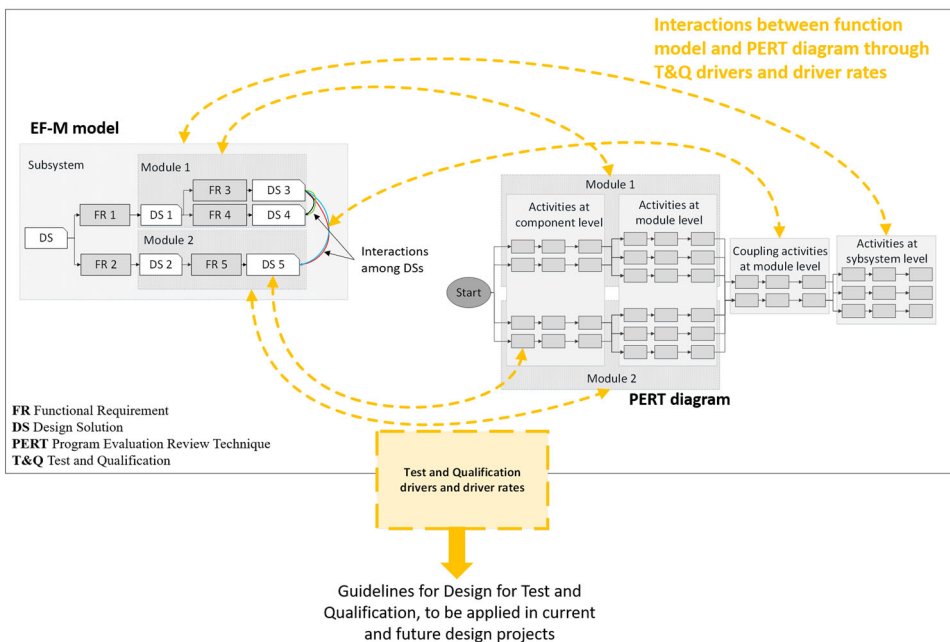 Interactions between function
model and PERT diagram through
T&Q drivers and driver rates
EF-M model
Subsystem
Module 1
FR 3
DS 3
FR 1
DS 1
FR 4
DS 4
DS
Module 2
FR 2
DS 2
FR 5
DS 5
Interactions
among DSs
Module 1
Activities at
component level
Activities at
module level
Coupling activities
at module level
Activities at
subsystem level
Start
Module 2
PERT diagram
FR Functional Requirement
DS Design Solution
PERT Program Evaluation Review Technique
T&Q Test and Qualification
Test and Qualification
drivers and driver rates
Guidelines for Design for Test and
Qualification, to be applied in current
and future design projects